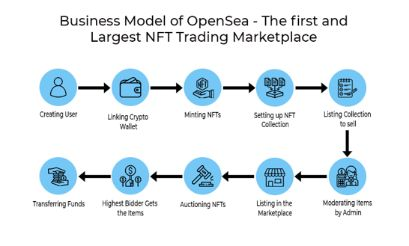 Business Model of OpenSea - The first and
Largest NFT Trading Marketplace
Creating User
Linking Crypto
Wallet
Minting NFTs
Setting up NFT
Collection
Listing Collection
to sell
Transferring Funds
Highest Bidder Gets
the Items
Auctioning NFTs
Listing in the
Marketplace
Moderating Items
by Admin